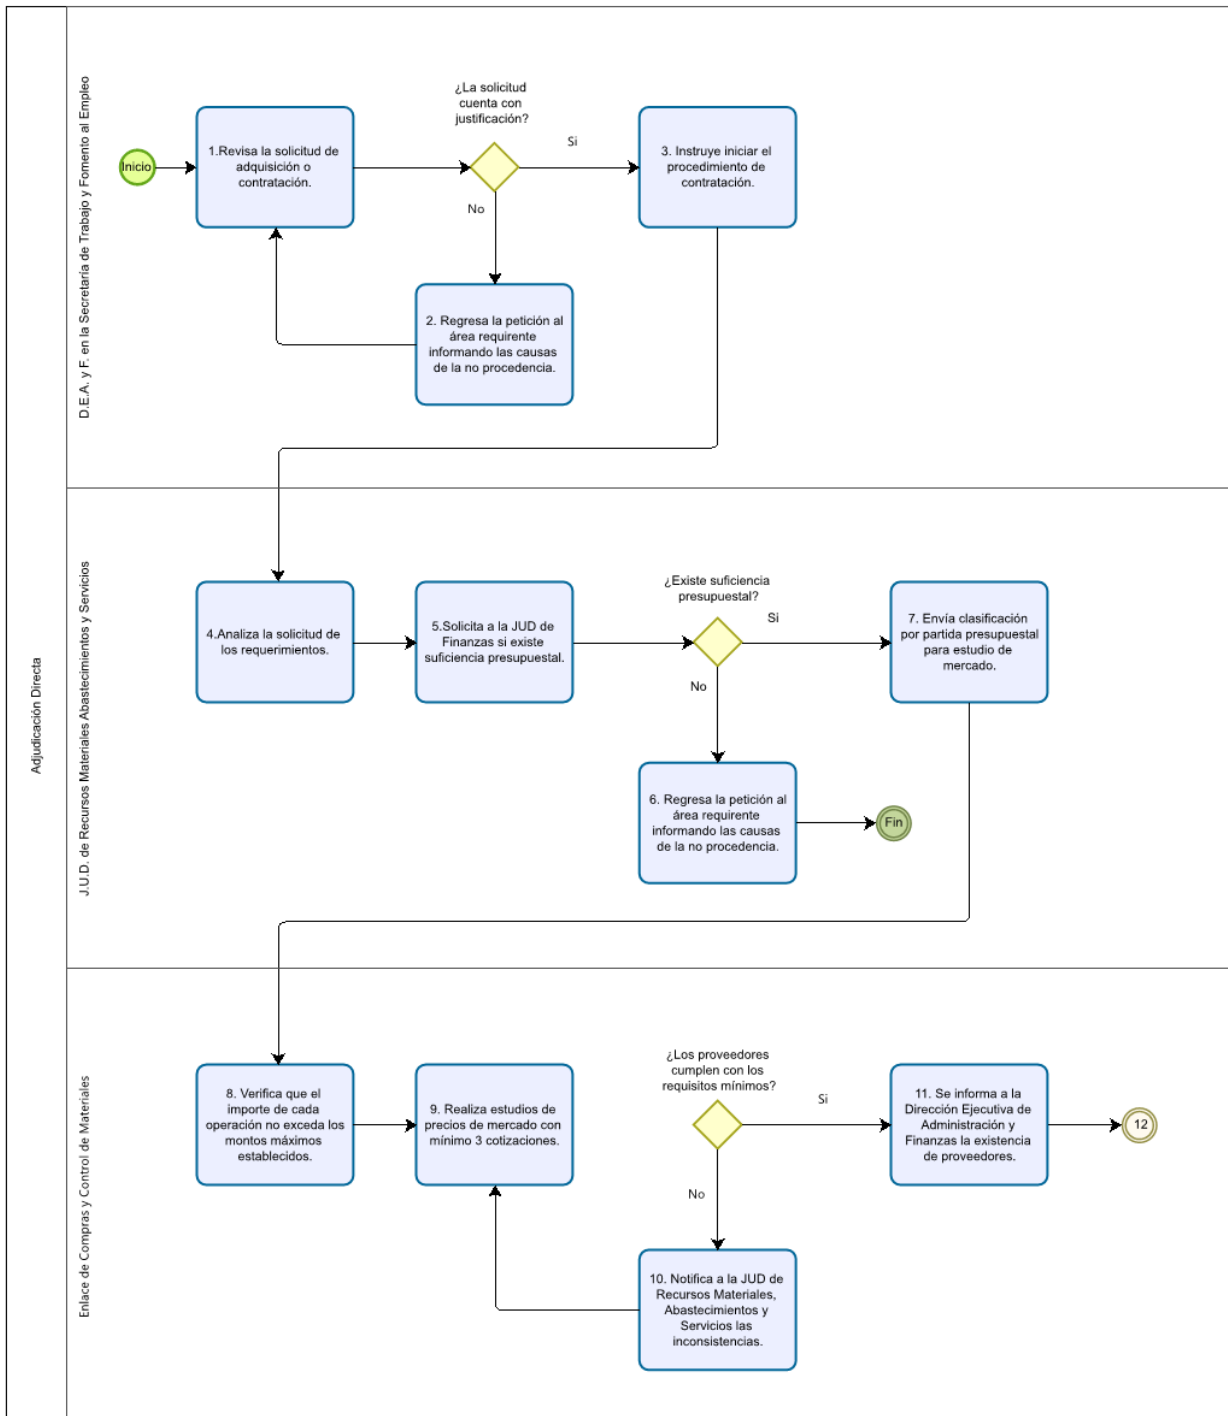 Adjudicación Directa
D.E.A. y F. en la Secretaría de Trabajo y Fomento al Empleo
Inicio
1.Revisa la solicitud de
adquisición o
contratación.
¿La solicitud
cuenta con
justificación?
Si
No
3. Instruye iniciar el
procedimiento de
contratación.
2. Regresa la petición al
área requirente
informando las causas
de la no procedencia.
J.U.D. de Recursos Materiales Abastecimientos y Servicios
4.Analiza la solicitud de
los requerimientos.
5.Solicita a la JUD de
Finanzas si existe
suficiencia presupuestal.
¿Existe suficiencia
presupuestal?
Si
No
7. Envía clasificación
por partida presupuestal
para estudio de
mercado.
6. Regresa la petición al
área requirente
informando las causas
de la no procedencia.
Fin
Enlace de Compras y Control de Materiales
8. Verifica que el
importe de cada
operación no exceda los
montos máximos
establecidos.
9. Realiza estudios de
precios de mercado con
mínimo 3 cotizaciones.
¿Los proveedores
cumplen con los
requisitos mínimos?
Si
No
11. Se informa a la
Dirección Ejecutiva de
Administración y
Finanzas la existencia
de proveedores.
12
10. Notifica a la JUD de
Recursos Materiales,
Abastecimientos y
Servicios las
inconsistencias.